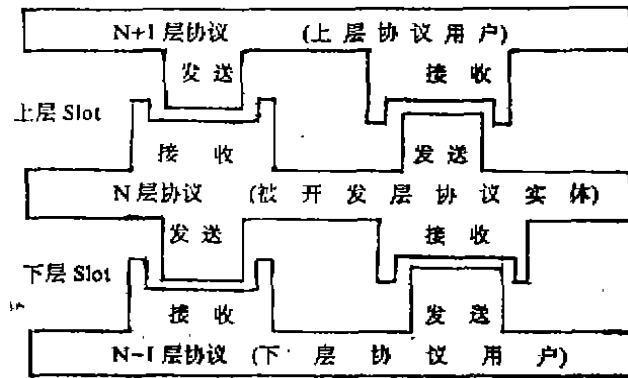 N+1层协议 (上层协议用户)
发送 接收
上层 Slot
接收 发送
N层协议 (被开发层协议实体)
发送 接收
下层 Slot
接收 发送
N-1层协议 (下层协议用户)